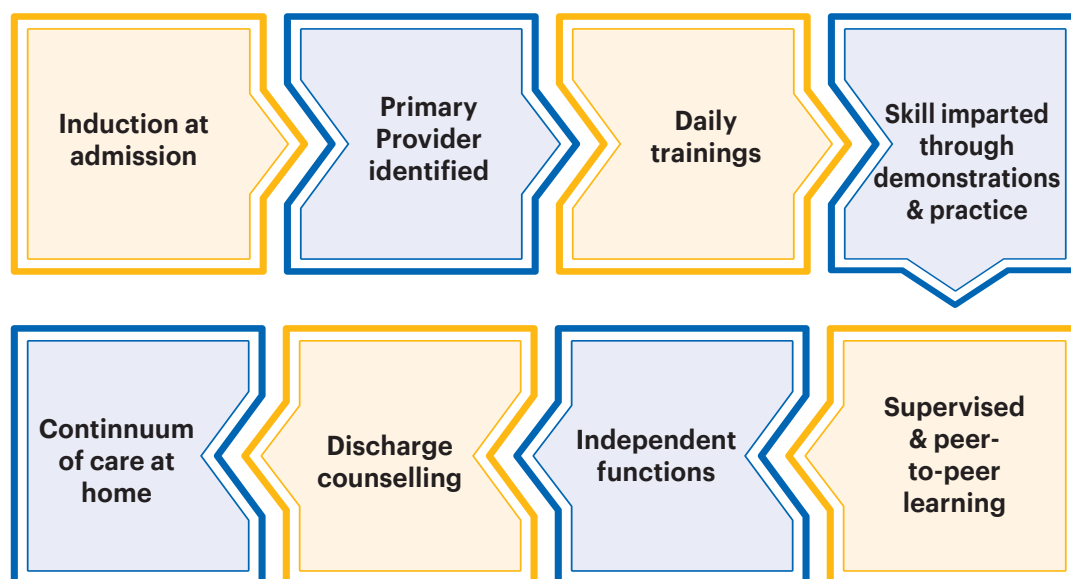 Induction at
admission
Primary
Provider
identified
Daily
trainings
Skill imparted
through
demonstrations
& practice
Supervised
& peer-
to-peer
learning
Independent
functions
Discharge
counselling
Continnuum
of care at
home